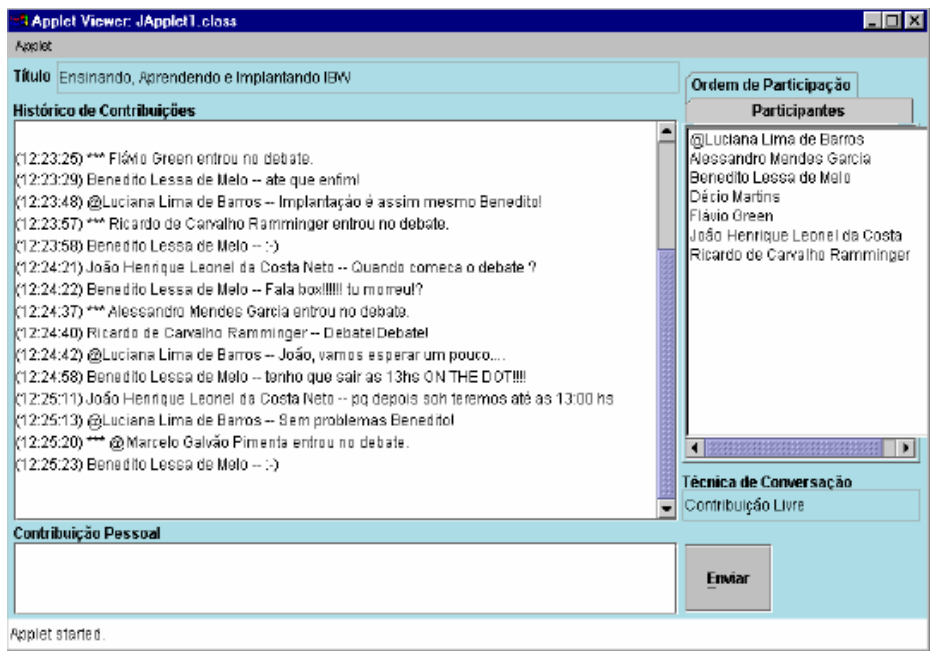 Applet Viewer: JApplet1.class
Applet
Título Ensinando, Aprendendo e Implantando IBW
Histórico de Contribuições
(12:23:25) *** Flávio Green entrou no debate.
(12:23:29) Benedito Lessa de Melo -- ate que enfim!
(12:23:48) @Luciana Lima de Barros -- Implantação é assim mesmo Benedito!
(12:23:57) *** Ricardo de Carvalho Ramminger entrou no debate.
(12:23:58) Benedito Lessa de Melo -- :-)
(12:24:21) João Henrique Leonel da Costa Neto -- Quando comeca o debate ?
(12:24:22) Benedito Lessa de Melo -- Fala box!!!!!! tu morreu!?
(12:24:37) *** Alessandro Mendes Garcia entrou no debate.
(12:24:40) Ricardo de Carvalho Ramminger -- Debate!Debate!
(12:24:42) @Luciana Lima de Barros -- João, vamos esperar um pouco....
(12:24:58) Benedito Lessa de Melo -- tenho que sair as 13hs ON THE DOT!!!!
(12:25:11) João Henrique Leonel da Costa Neto -- pq depois soh teremos até as 13:00 hs
(12:25:13) @Luciana Lima de Barros -- Sem problemas Benedito!
(12:25:20) *** @Marcelo Galvão Pimenta entrou no debate.
(12:25:23) Benedito Lessa de Melo -- :-)
Ordem de Participação
Participantes
@Luciana Lima de Barros
Alessandro Mendes Garcia
Benedito Lessa de Melo
Décio Martins
Flávio Green
João Henrique Leonel da Costa
Ricardo de Carvalho Ramminger
Técnica de Conversação
Contribuição Livre
Contribuição Pessoal
Enviar
Applet started.